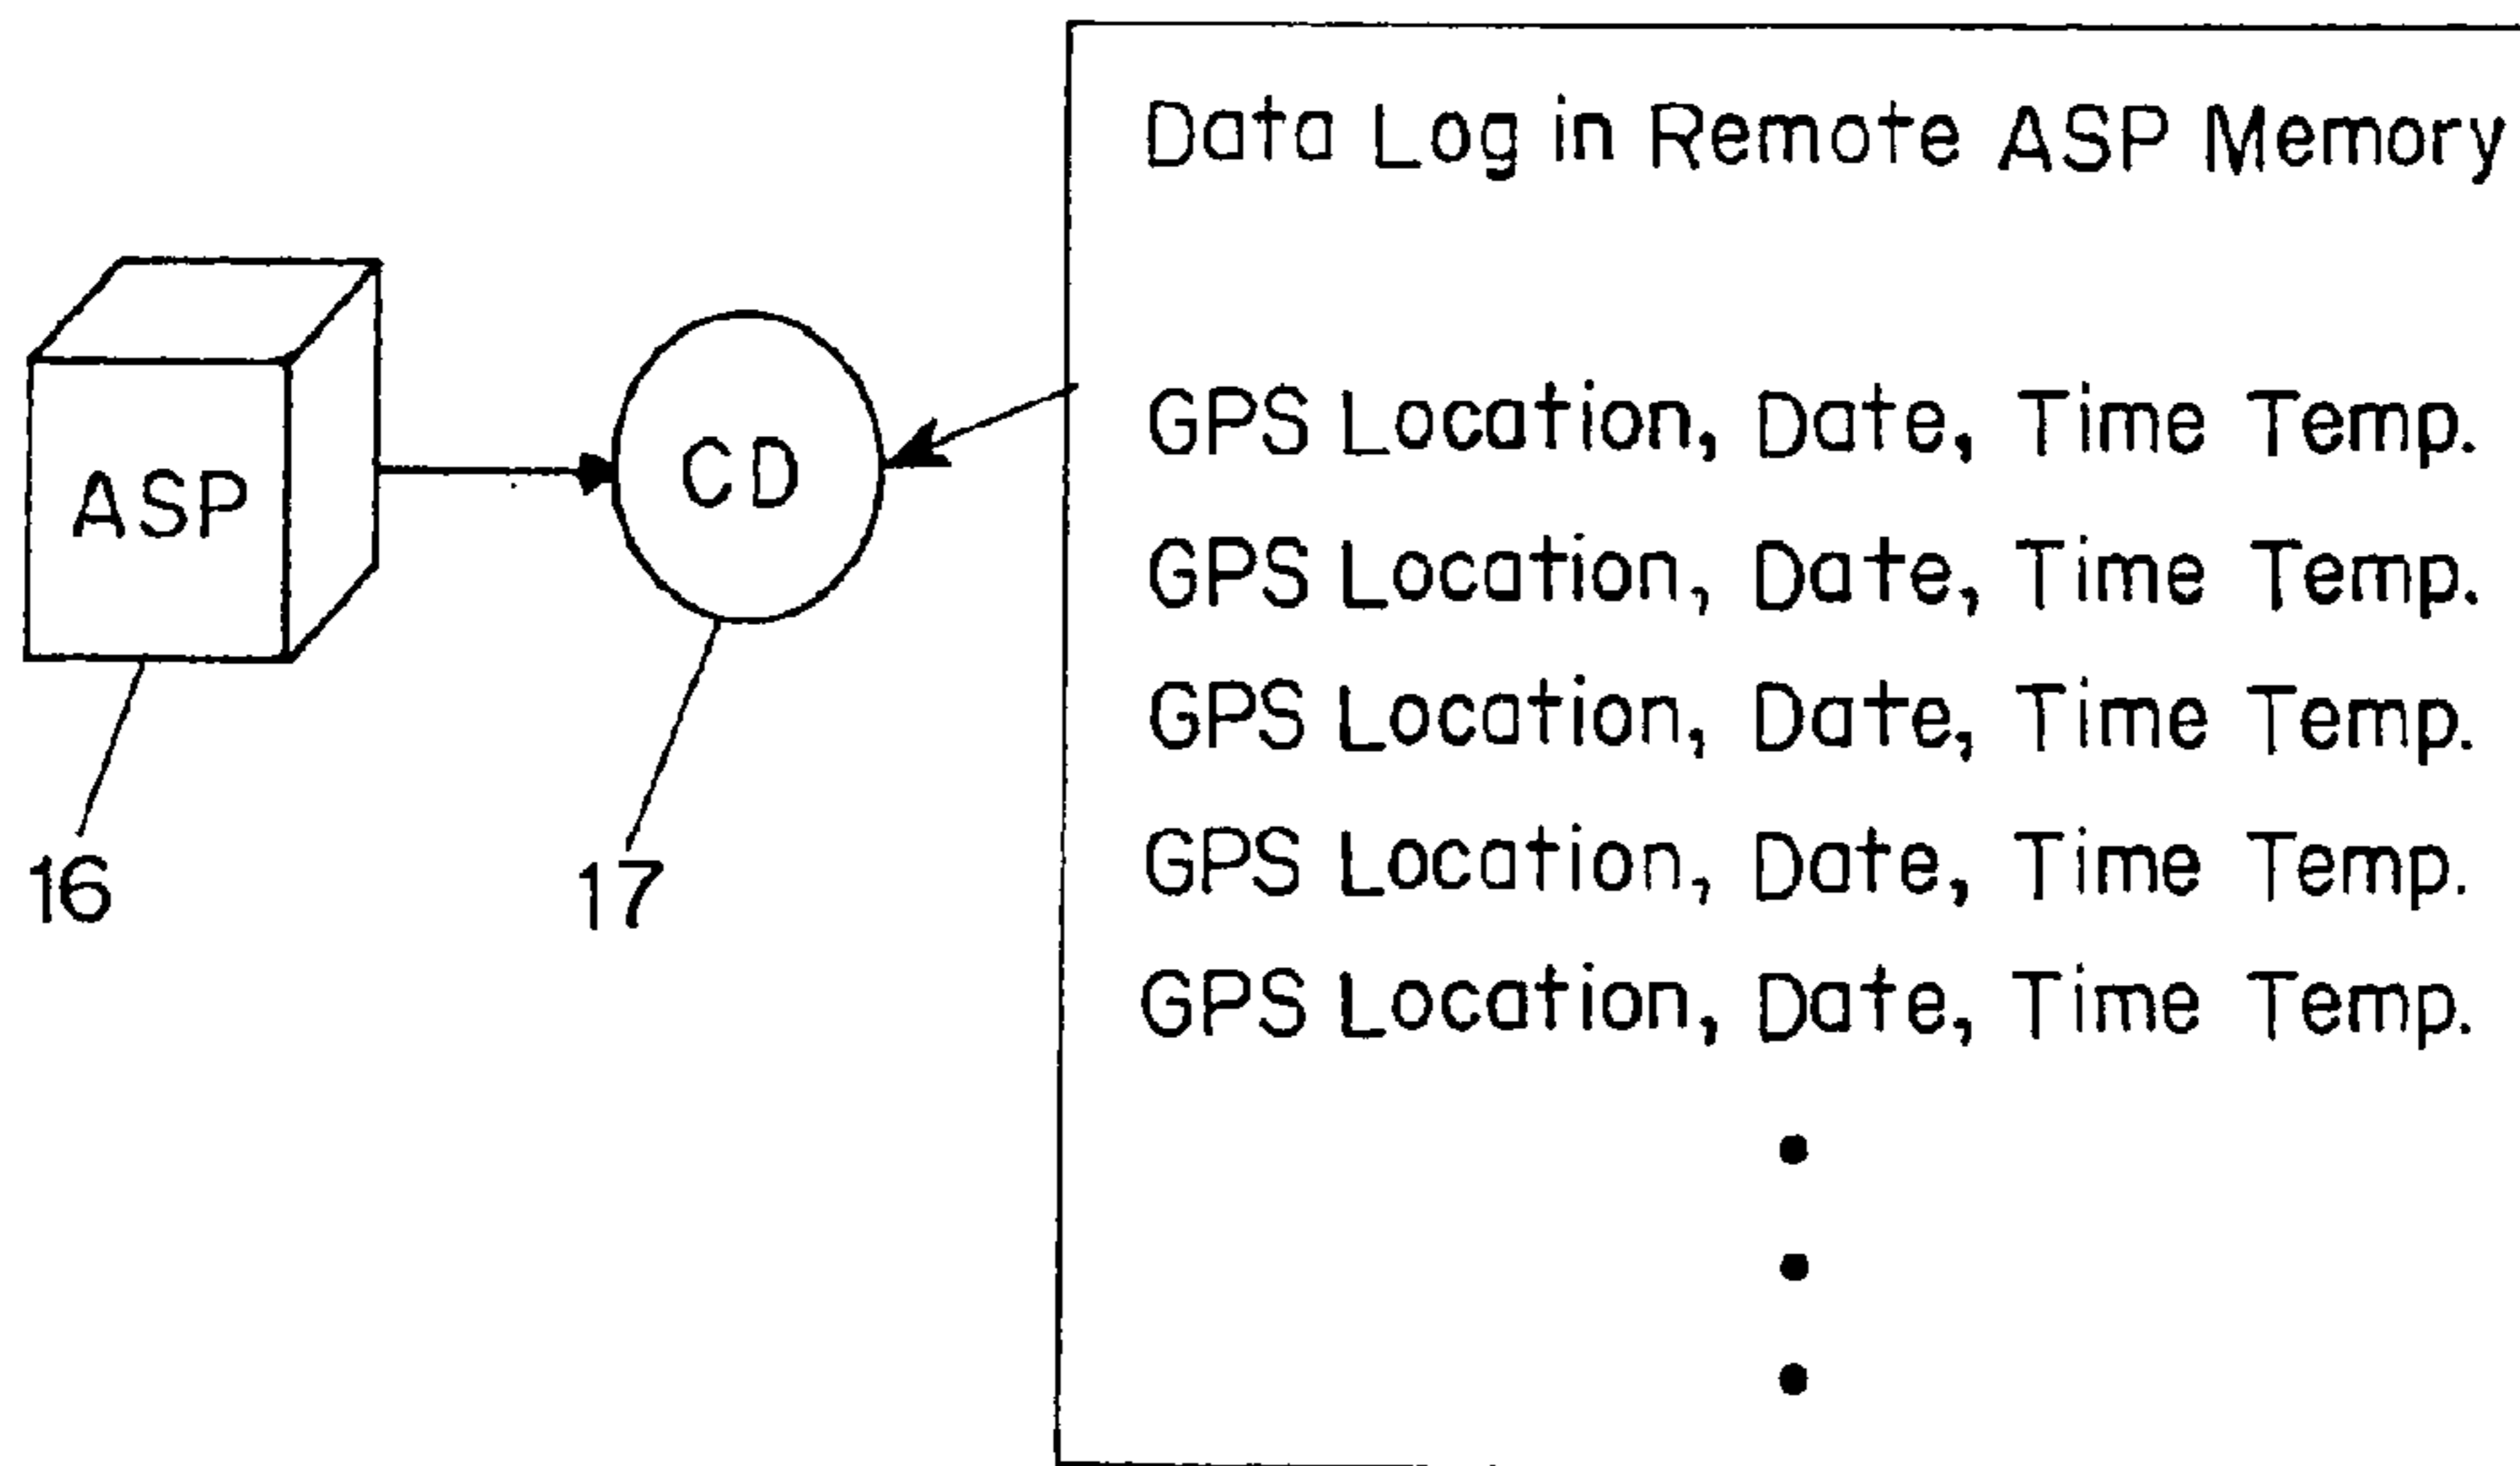 Data Log in Remote ASP Memory
ASP
CD
GPS Location, Date, Time Temp.
GPS Location, Date, Time Temp.
GPS Location, Date, Time Temp.
GPS Location, Date, Time Temp.
GPS Location, Date, Time Temp.
16
17